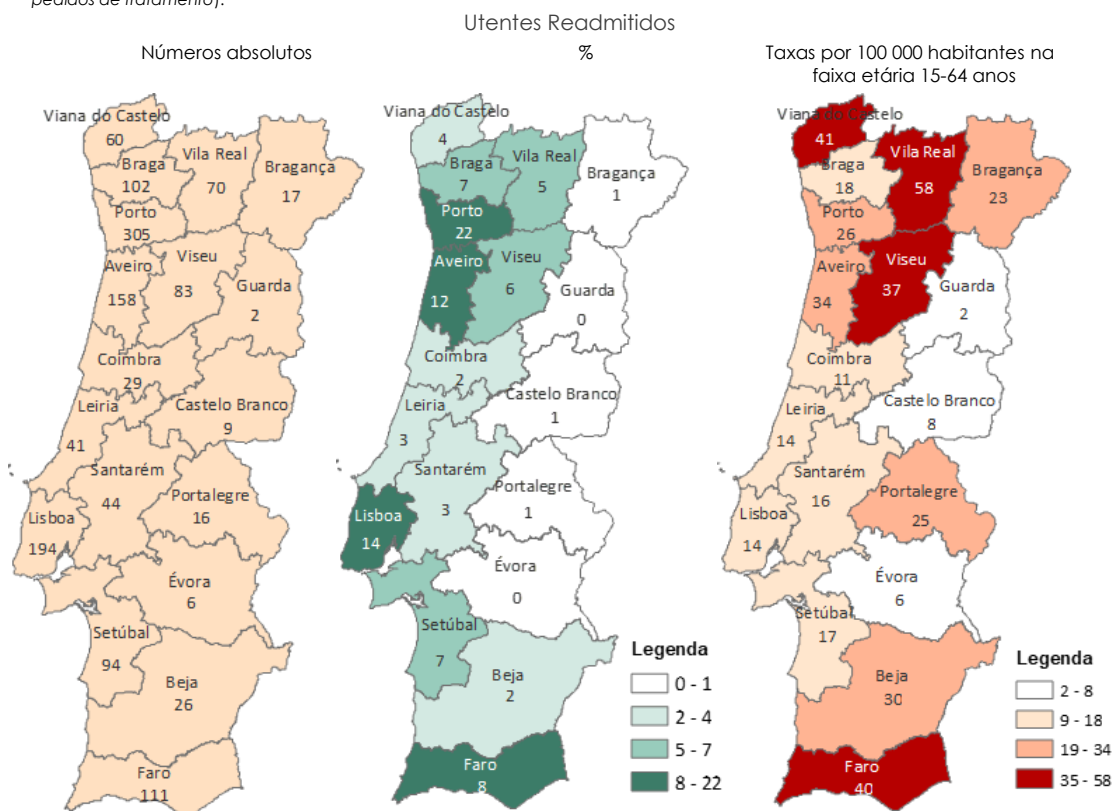 pedidos de tratamento).
Utentes Readmitidos
Números absolutos
Viana do Castelo
60
Braga
102
Vila Real
70
Bragança
17
Porto
305
Aveiro
158
Viseu
83
Guarda
2
Coimbra
29
Leiria
41
Castelo Branco
9
Santarém
44
Portalegre
16
Lisboa
194
Évora
6
Setúbal
94
Beja
26
Faro
111
%
Viana do Castelo
4
Braga
7
Vila Real
5
Bragança
1
Porto
22
Aveiro
12
Viseu
6
Guarda
0
Coimbra
2
Leiria
3
Castelo Branco
1
Santarém
3
Portalegre
1
Lisboa
14
Évora
0
Setúbal
7
Beja
2
Faro
8
Legenda
0 - 1
2 - 4
5 - 7
8 - 22
Taxas por 100 000 habitantes na
faixa etária 15-64 anos
Viana do Castelo
41
Braga
18
Vila Real
58
Bragança
23
Porto
26
Aveiro
34
Viseu
37
Guarda
2
Coimbra
11
Leiria
14
Castelo Branco
8
Santarém
16
Portalegre
25
Lisboa
14
Évora
6
Setúbal
17
Beja
30
Faro
40
Legenda
2 - 8
9 - 18
19 - 34
35 - 58